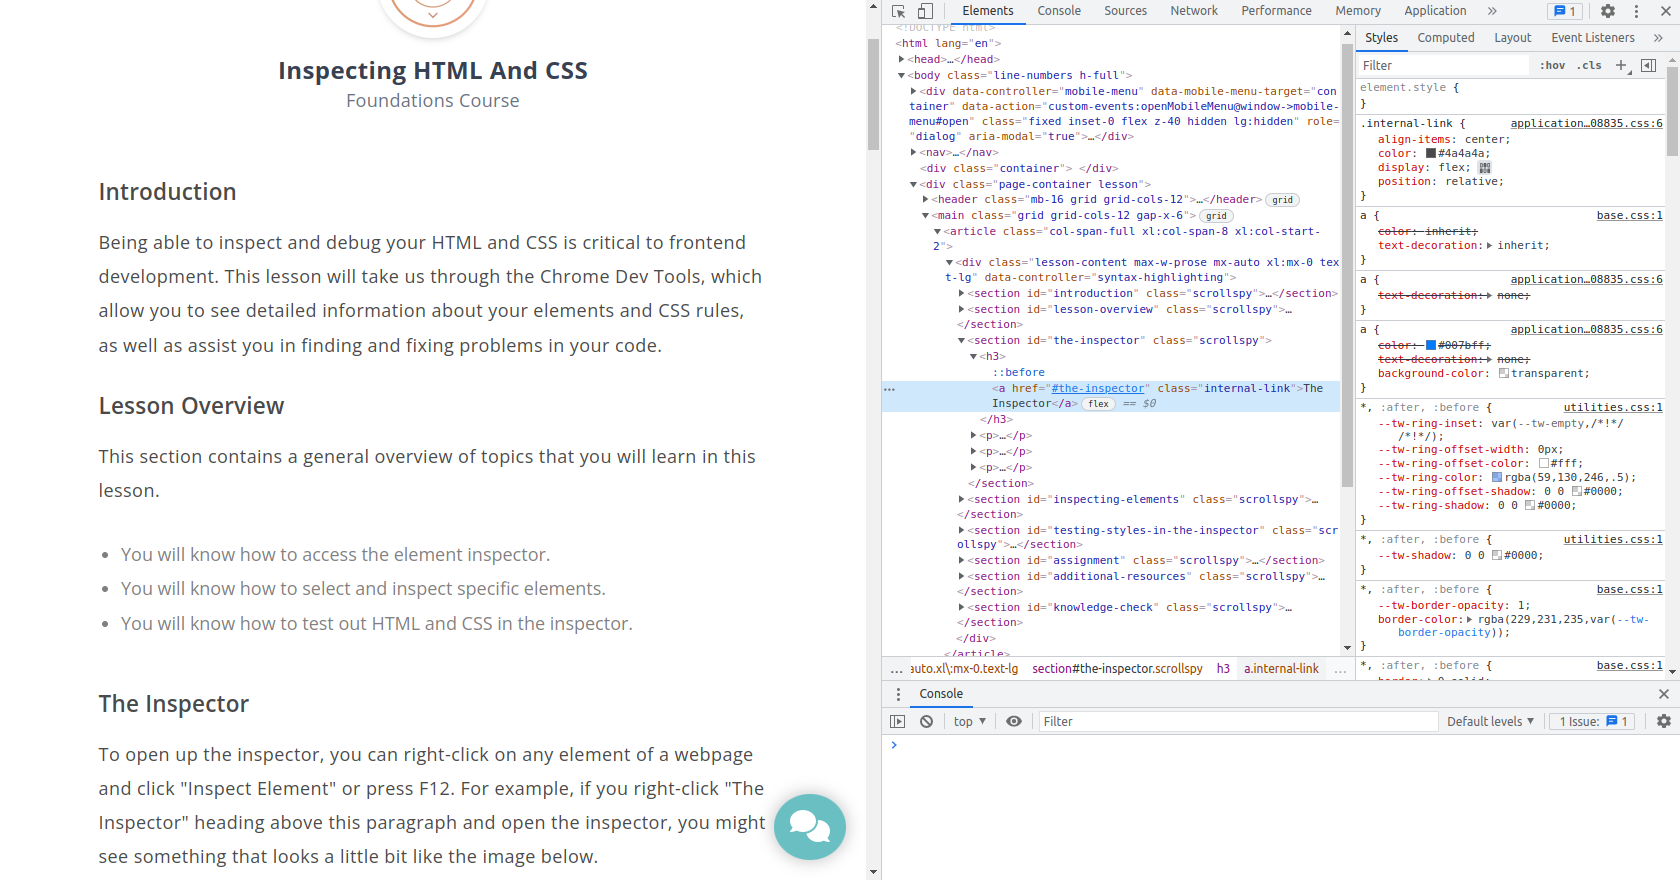 Inspecting HTML And CSS
Foundations Course
Introduction
Being able to inspect and debug your HTML and CSS is critical to frontend
development. This lesson will take us through the Chrome Dev Tools, which
allow you to see detailed information about your elements and CSS rules,
as well as assist you in finding and fixing problems in your code.
Lesson Overview
This section contains a general overview of topics that you will learn in this
lesson.
• You will know how to access the element inspector.
• You will know how to select and inspect specific elements.
• You will know how to test out HTML and CSS in the inspector.
The Inspector
To open up the inspector, you can right-click on any element of a webpage
and click "Inspect Element" or press F12. For example, if you right-click "The
Inspector" heading above this paragraph and open the inspector, you might
see something that looks a little bit like the image below.
Elements Console Sources Network Performance Memory Application » 1
<!DOCTYPE html>
<html lang="en">
<head>…</head>
<body class="line-numbers h-full">
<div data-controller="mobile-menu" data-mobile-menu-target="con
tainer" data-action="custom-events:openMobileMenu@window->mobile-
menu#open" class="fixed inset-0 flex z-40 hidden lg:hidden" role=
"dialog" aria-modal="true">…</div>
<nav>…</nav>
<div class="container"> </div>
<div class="page-container lesson">
<header class="mb-16 grid grid-cols-12">…</header> grid
<main class="grid grid-cols-12 gap-x-6"> grid
<article class="col-span-full xl:col-span-8 xl:col-start-
2">
<div class="lesson-content max-w-prose mx-auto xl:mx-0 tex
t-lg" data-controller="syntax-highlighting">
<section id="introduction" class="scrollspy">…</section>
<section id="lesson-overview" class="scrollspy">…
</section>
<section id="the-inspector" class="scrollspy">
<h3>
::before
… <a href="#the-inspector" class="internal-link">The
Inspector</a> flex == $0
</h3>
<p>…</p>
<p>…</p>
<p>…</p>
</section>
<section id="inspecting-elements" class="scrollspy">…
</section>
<section id="testing-styles-in-the-inspector" class="scr
ollspy">…</section>
<section id="assignment" class="scrollspy">…</section>
<section id="additional-resources" class="scrollspy">…
</section>
<section id="knowledge-check" class="scrollspy">…
</section>
</div>
</article>
… auto.xl\:mx-0.text-lg section#the-inspector.scrollspy h3 a.internal-link …
Styles Computed Layout Event Listeners »
Filter :hov .cls +
element.style {
}
.internal-link { application…08835.css:6
align-items: center;
color: #4a4a4a;
display: flex;
position: relative;
}
a { base.css:1
color: inherit;
text-decoration: inherit;
}
a { application…08835.css:6
text-decoration: none;
}
a { application…08835.css:6
color: #007bff;
text-decoration: none;
background-color: transparent;
}
*, :after, :before { utilities.css:1
--tw-ring-inset: var(--tw-empty,/*!*/
/*!*/);
--tw-ring-offset-width: 0px;
--tw-ring-offset-color: #fff;
--tw-ring-color: rgba(59,130,246,.5);
--tw-ring-offset-shadow: 0 0 #0000;
--tw-ring-shadow: 0 0 #0000;
}
*, :after, :before { utilities.css:1
--tw-shadow: 0 0 #0000;
}
*, :after, :before { base.css:1
--tw-border-opacity: 1;
border-color: rgba(229,231,235,var(--tw-
border-opacity));
}
*, :after, :before { base.css:1
Console
top Filter Default levels 1 Issue: 1